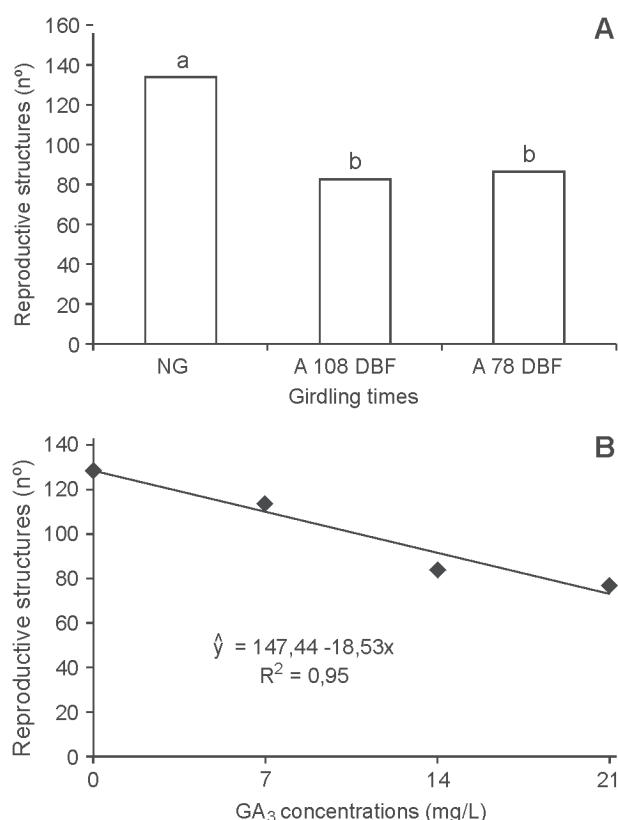 A
Reproductive structures (nº)
160
140
120
100
80
60
40
20
0
a
b
b
NG A 108 DBF A 78 DBF
Girdling times
B
Reproductive structures (nº)
140
120
100
80
60
40
20
0
ŷ = 147,44 -18,53x
R² = 0,95
0 7 14 21
GA₃ concentrations (mg/L)